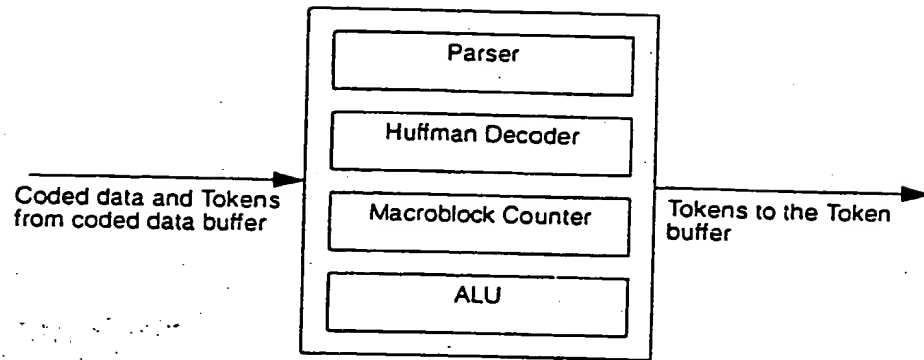 Parser
Huffman Decoder
Macroblock Counter
ALU
Coded data and Tokens
from coded data buffer
Tokens to the Token
buffer